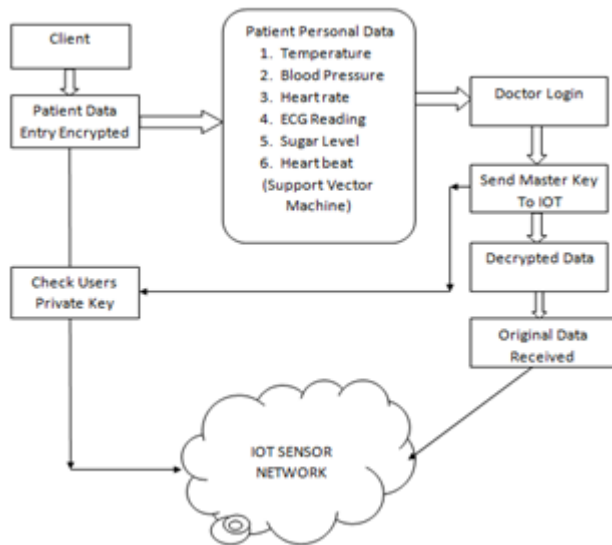 Client
Patient Data
Entry Encrypted
Patient Personal Data
1. Temperature
2. Blood Pressure
3. Heart rate
4. ECG Reading
5. Sugar Level
6. Heart beat
(Support Vector
Machine)
Doctor Login
Send Master Key
To IOT
Decrypted Data
Original Data
Received
Check Users
Private Key
IOT SENSOR
NETWORK